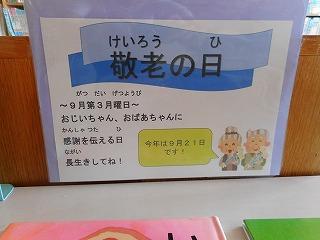 けいろう　ひ
敬老の日
がつ　だい　げつようび
～９月第３月曜日～
おじいちゃん、おばあちゃんに
かんしゃ つた　ひ
感謝を伝える日
ながい
長生きしてね！
今年は９月２１日
です！